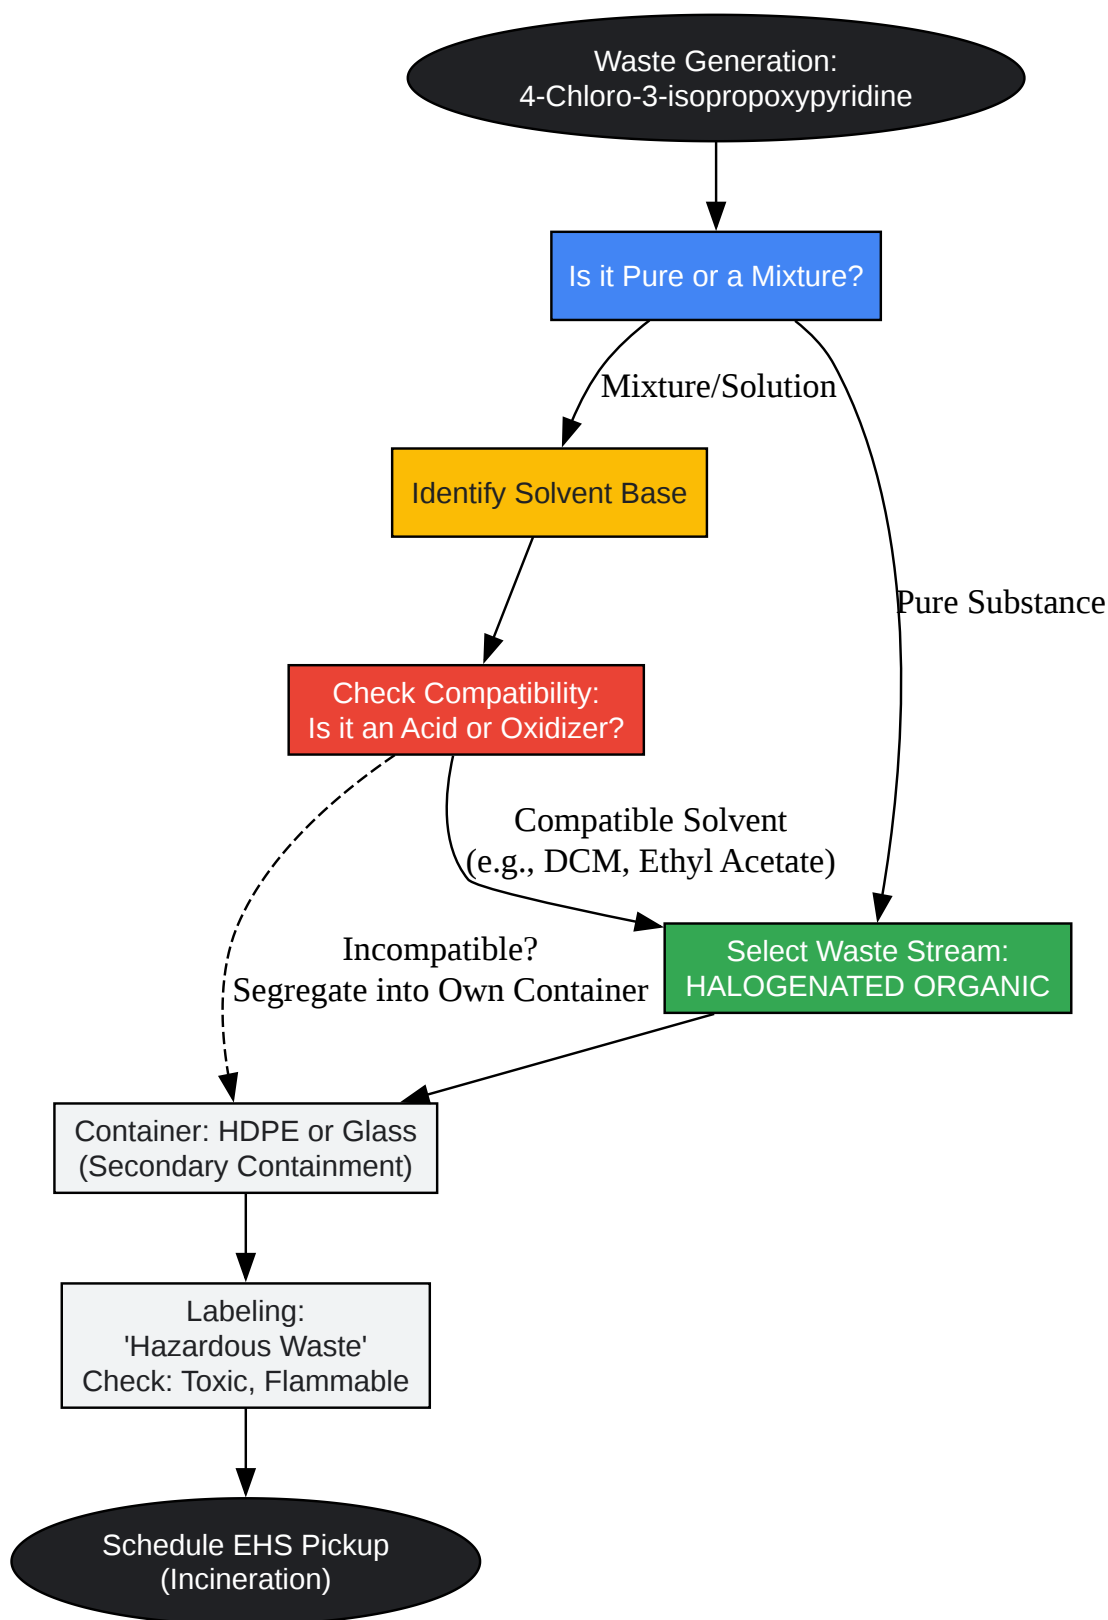 Waste Generation:
4-Chloro-3-isopropoxypyridine
Is it Pure or a Mixture?
Mixture/Solution
Identify Solvent Base
Pure Substance
Check Compatibility:
Is it an Acid or Oxidizer?
Compatible Solvent
(e.g., DCM, Ethyl Acetate)
Incompatible?
Segregate into Own Container
Select Waste Stream:
HALOGENATED ORGANIC
Container: HDPE or Glass
(Secondary Containment)
Labeling:
'Hazardous Waste'
Check: Toxic, Flammable
Schedule EHS Pickup
(Incineration)